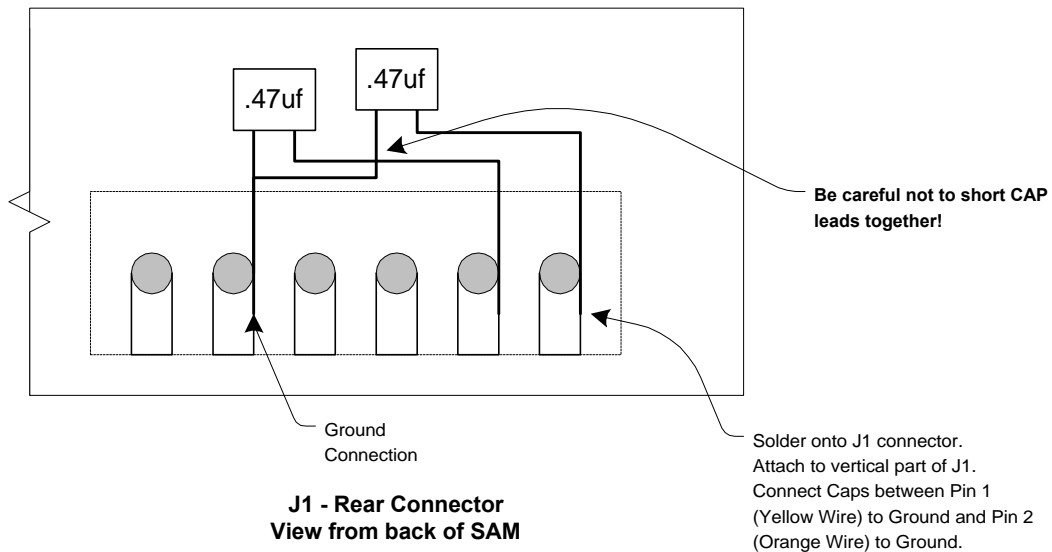 .47uf
.47uf
Be careful not to short CAP
leads together!
Ground
Connection
Solder onto J1 connector.
Attach to vertical part of J1.
Connect Caps between Pin 1
(Yellow Wire) to Ground and Pin 2
(Orange Wire) to Ground.
J1 - Rear Connector
View from back of SAM